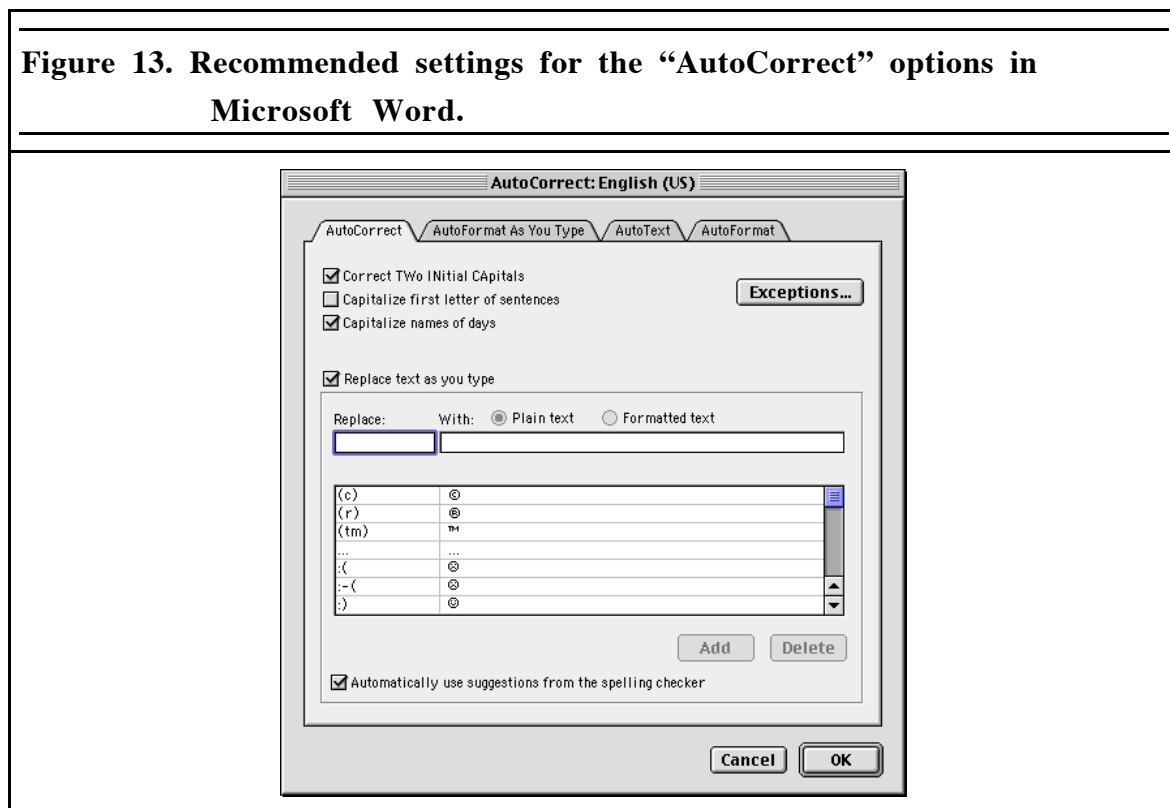 Figure 13. Recommended settings for the “AutoCorrect” options in
Microsoft Word.
AutoCorrect: English (US)
AutoCorrect AutoFormat As You Type AutoText AutoFormat
Correct TWo INitial CApitals
Exceptions...
Capitalize first letter of sentences
Capitalize names of days
Replace text as you type
Replace: With: Plain text Formatted text
(c) ©
(r) ®
(tm) ™
... ...
:( ☹
:-( ☹
:) ☺
Add Delete
Automatically use suggestions from the spelling checker
Cancel OK